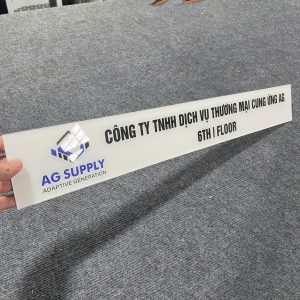 CÔNG TY TNHH DỊCH VỤ THƯƠNG MẠI CUNG ỨNG AG
6TH | FLOOR
AG SUPPLY
ADAPTIVE GENERATION